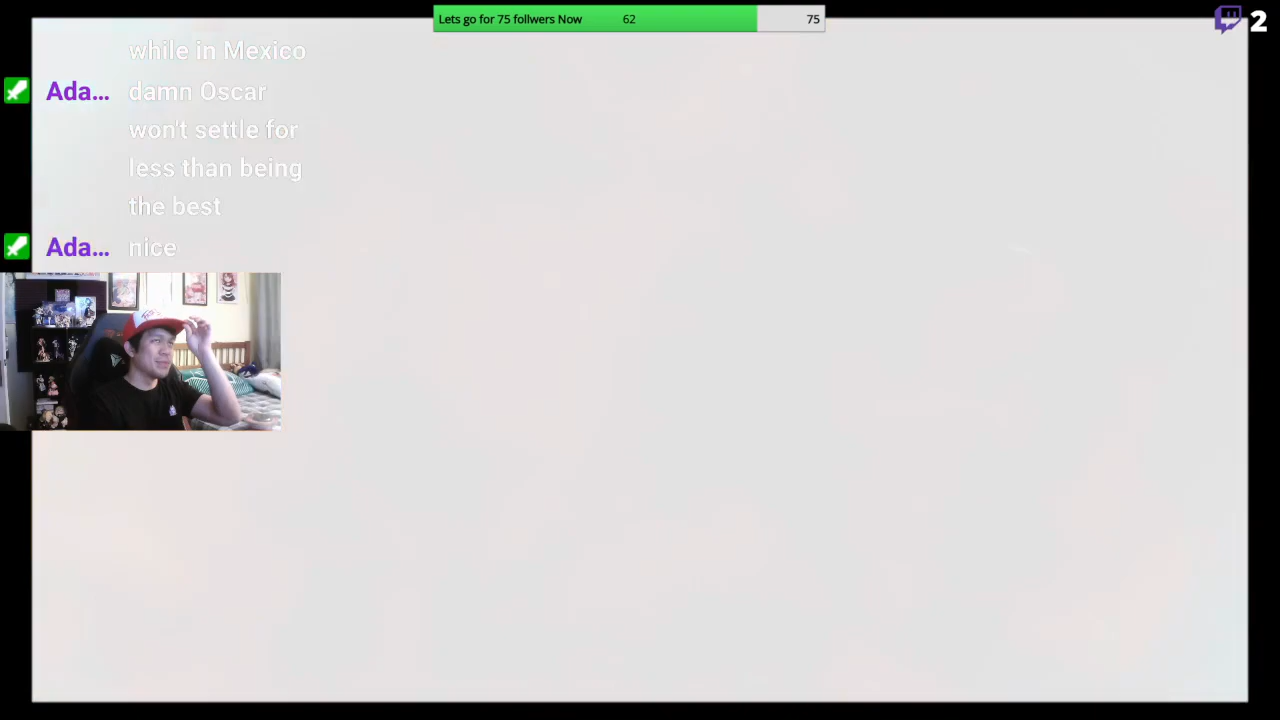 Lets go for 75 follwers Now 62 75
2
while in Mexico
Ada... damn Oscar
won't settle for
less than being
the best
Ada... nice